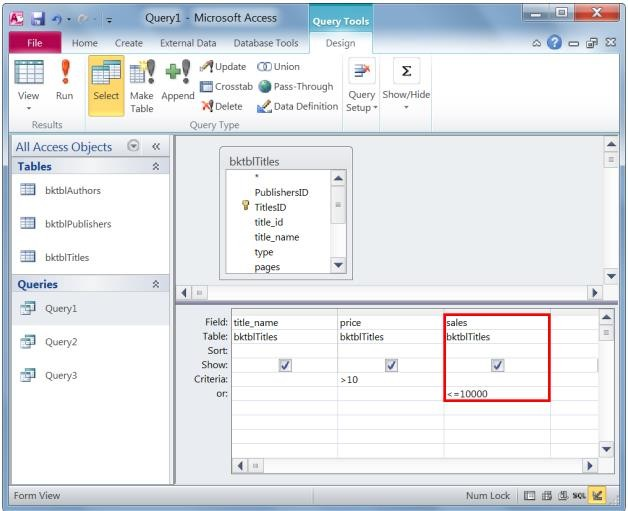 Query1 - Microsoft Access
Query Tools
File Home Create External Data Database Tools Design
View
Run
Results
Select
Make Table
Append
Update
Crosstab
Delete
Union
Pass-Through
Data Definition
Query Type
Query Setup
Show/Hide
All Access Objects
Tables
bktblAuthors
bktblPublishers
bktblTitles
Queries
Query1
Query2
Query3
bktblTitles
*
PublishersID
TitlesID
title_id
title_name
type
pages
Field: title_name price sales
Table: bktblTitles bktblTitles bktblTitles
Sort:
Show:
Criteria: >10
or: <=10000
Form View
Num Lock
SQL